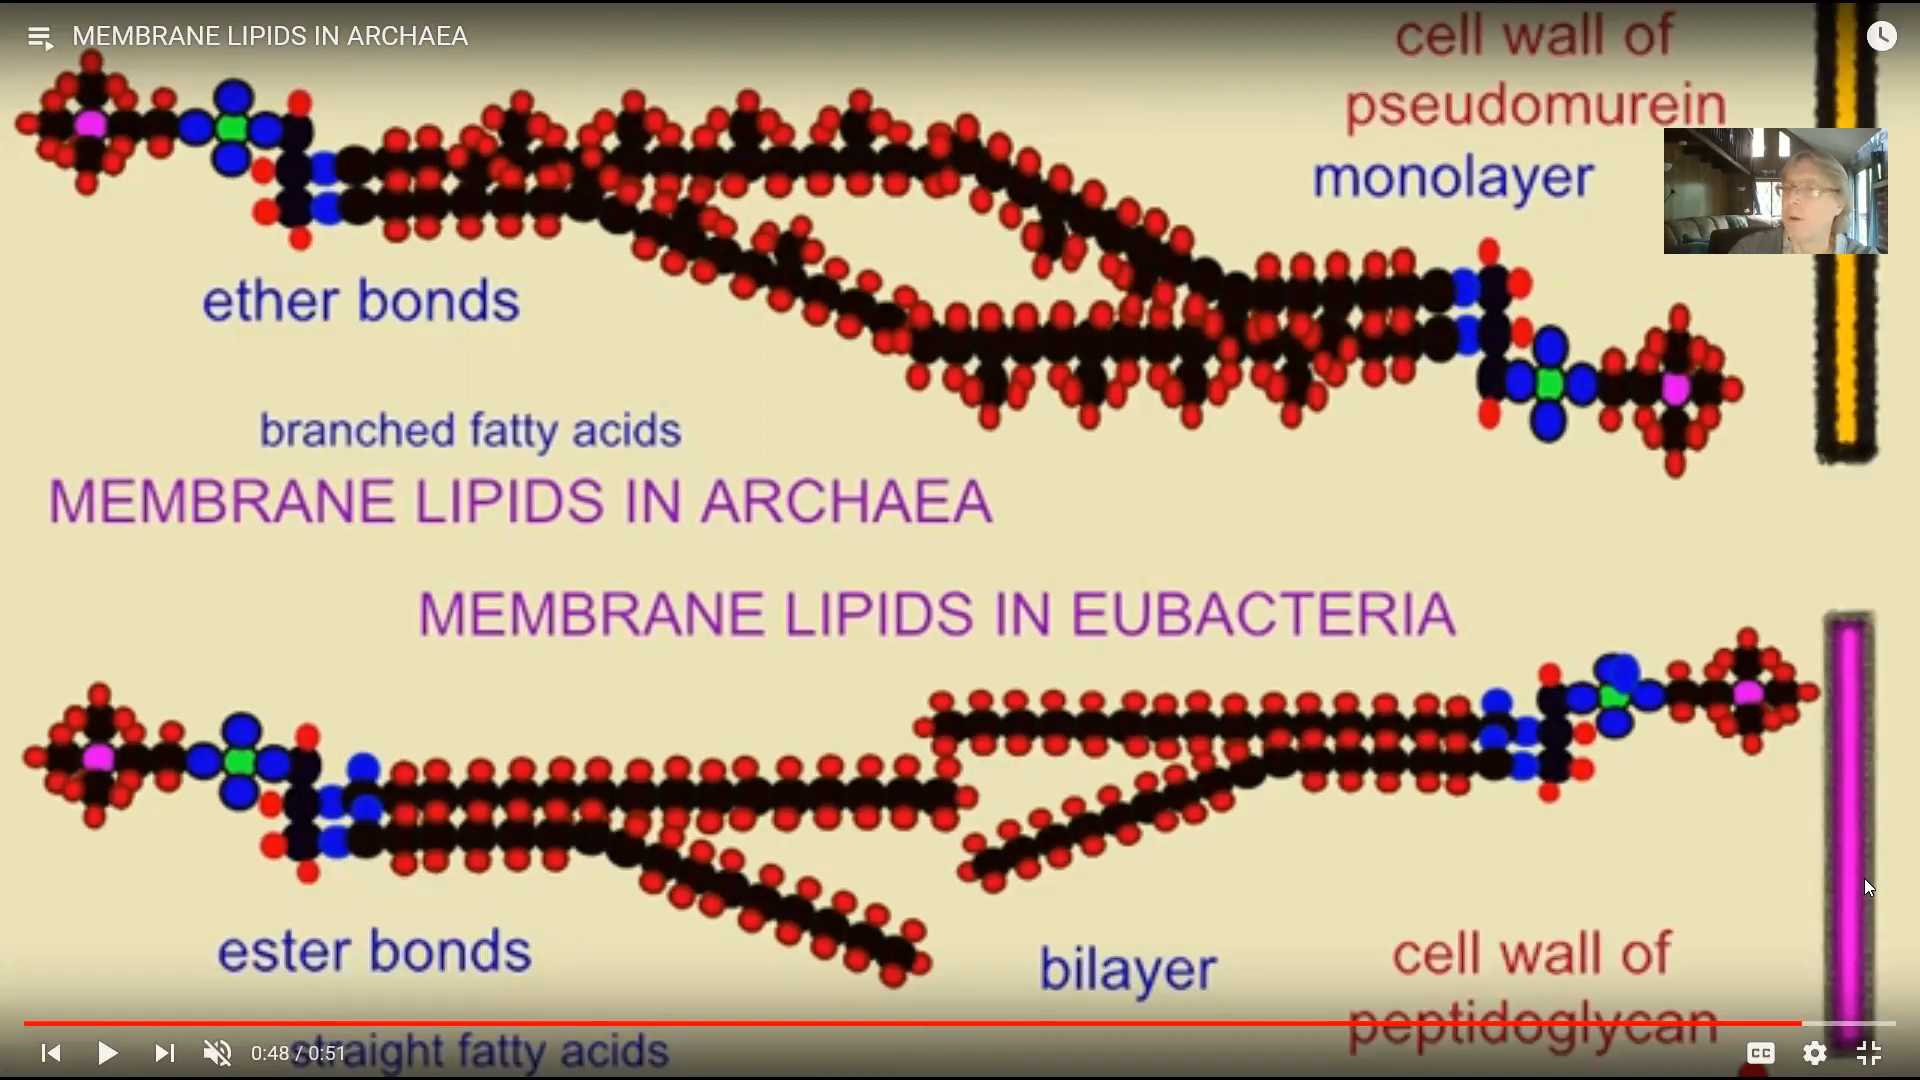 MEMBRANE LIPIDS IN ARCHAEA
cell wall of
pseudomurein
monolayer
ether bonds
branched fatty acids
MEMBRANE LIPIDS IN ARCHAEA
MEMBRANE LIPIDS IN EUBACTERIA
ester bonds
bilayer
cell wall of
peptidoglycan
straight fatty acids
0:48 / 0:51
CC